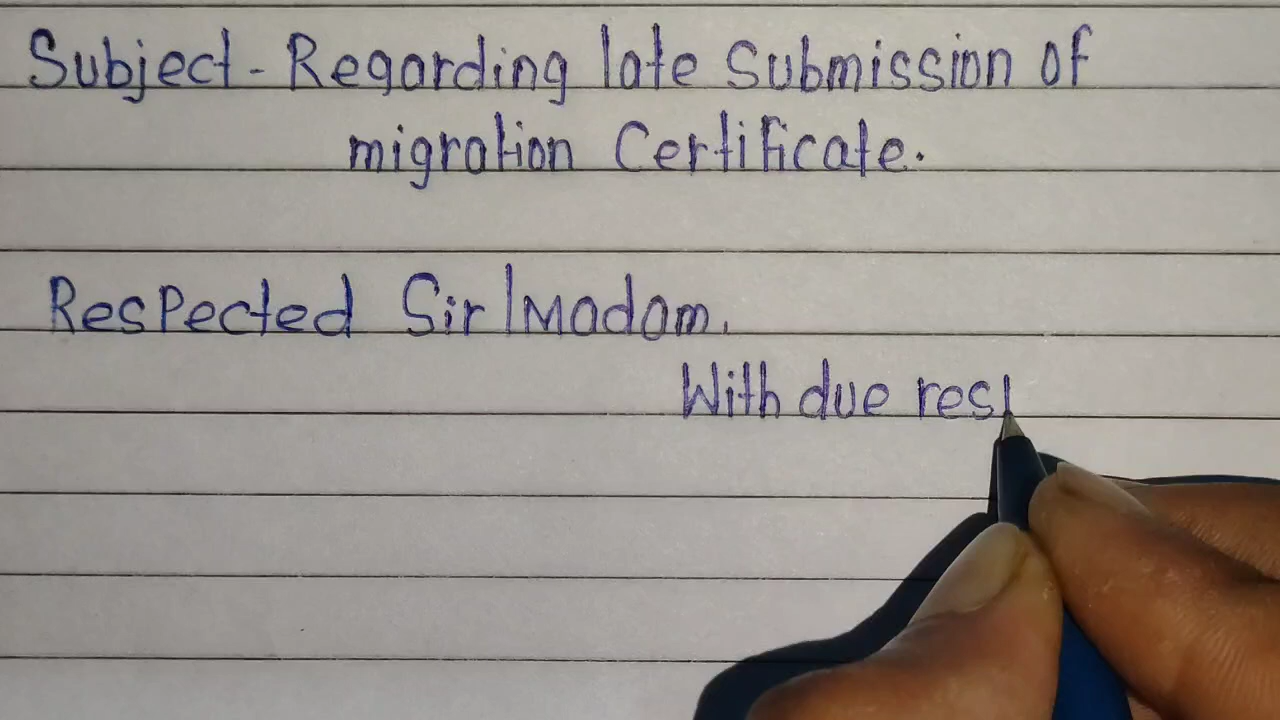 Subject - Regarding late Submission of
migration Certificate.
Respected Sir/Madam.
With due res